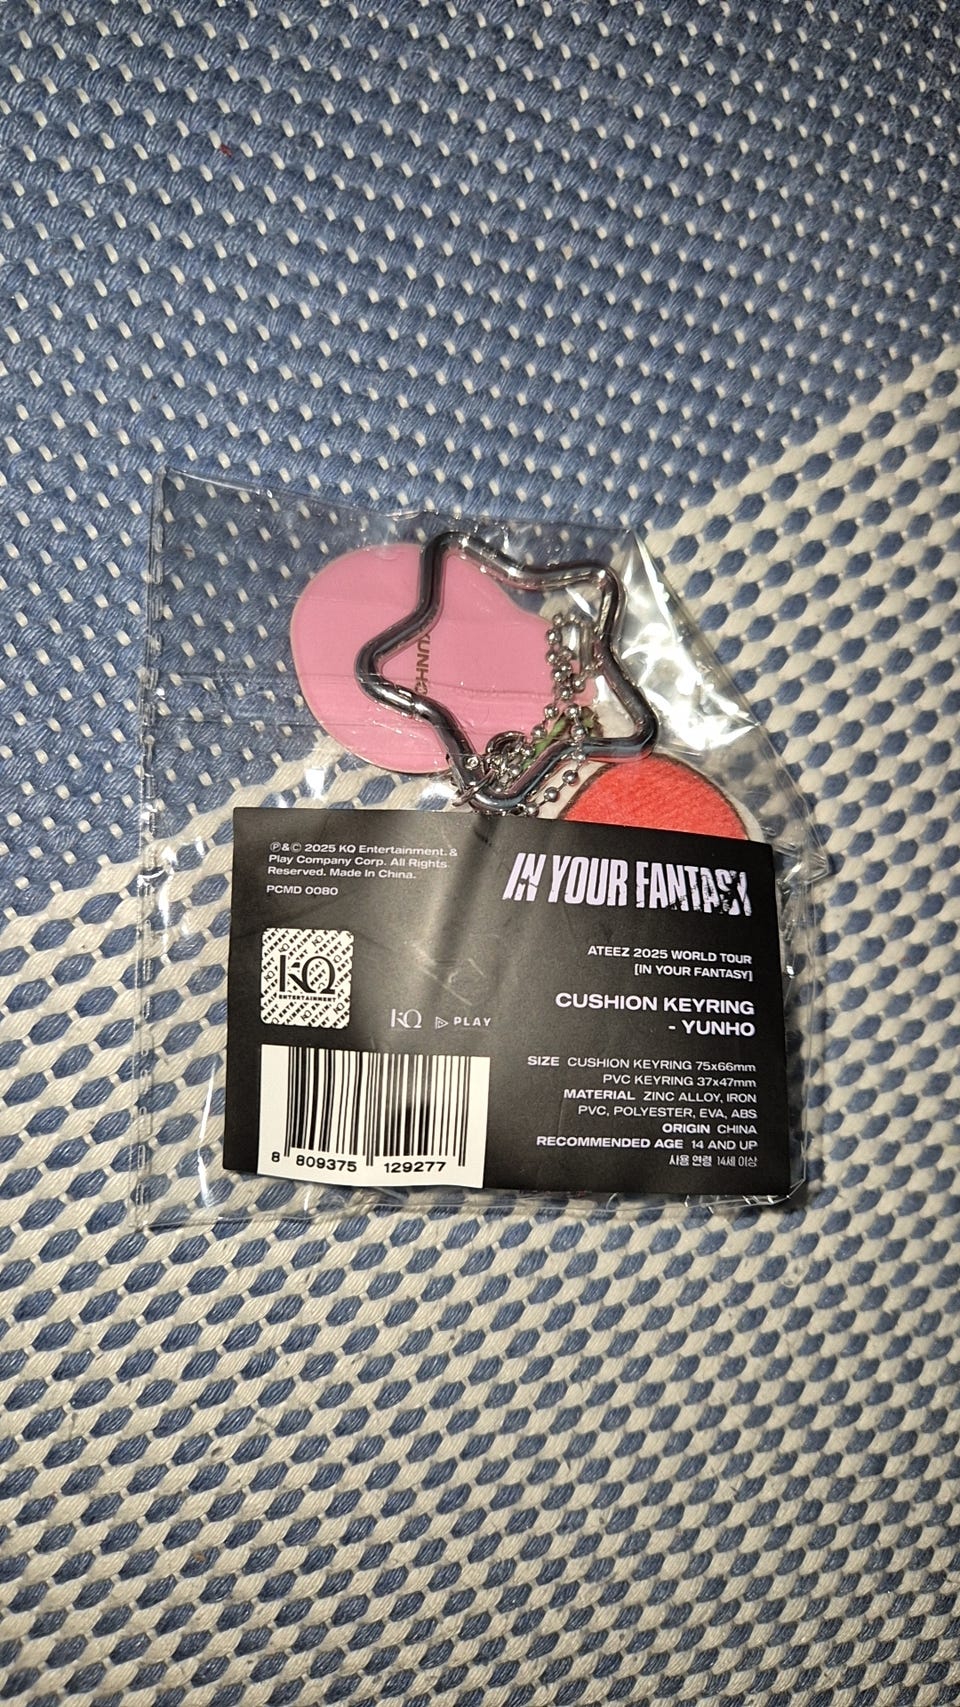 ℗&© 2025 KQ Entertainment. &
Play Company Corp. All Rights
Reserved. Made In China.
PCMD 0080
KQ
ENTERTAINMENT
KQ PLAY
8 809375 129277
IN YOUR FANTASY
ATEEZ 2025 WORLD TOUR
[IN YOUR FANTASY]
CUSHION KEYRING
- YUNHO
SIZE CUSHION KEYRING 75x66mm
PVC KEYRING 37x47mm
MATERIAL ZINC ALLOY, IRON
PVC, POLYESTER, EVA, ABS
ORIGIN CHINA
RECOMMENDED AGE 14 AND UP
사용 연령 14세 이상